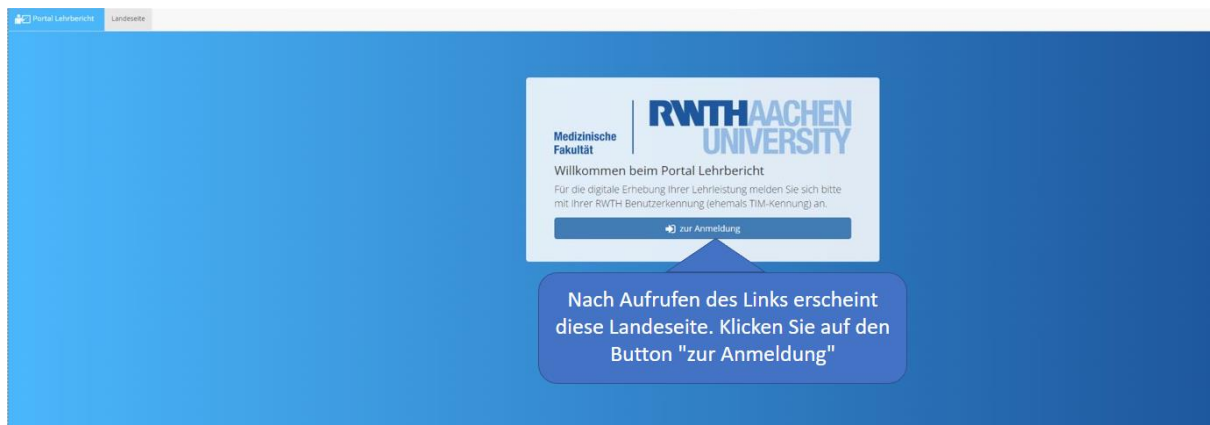 Portal Lehrbericht Landeseite
RWTHAACHEN
UNIVERSITY
Medizinische
Fakultät
Willkommen beim Portal Lehrbericht
Für die digitale Erhebung Ihrer Lehrleistung melden Sie sich bitte
mit Ihrer RWTH Benutzerkennung (ehemals TIM-Kennung) an.
zur Anmeldung
Nach Aufrufen des Links erscheint
diese Landeseite. Klicken Sie auf den
Button "zur Anmeldung"